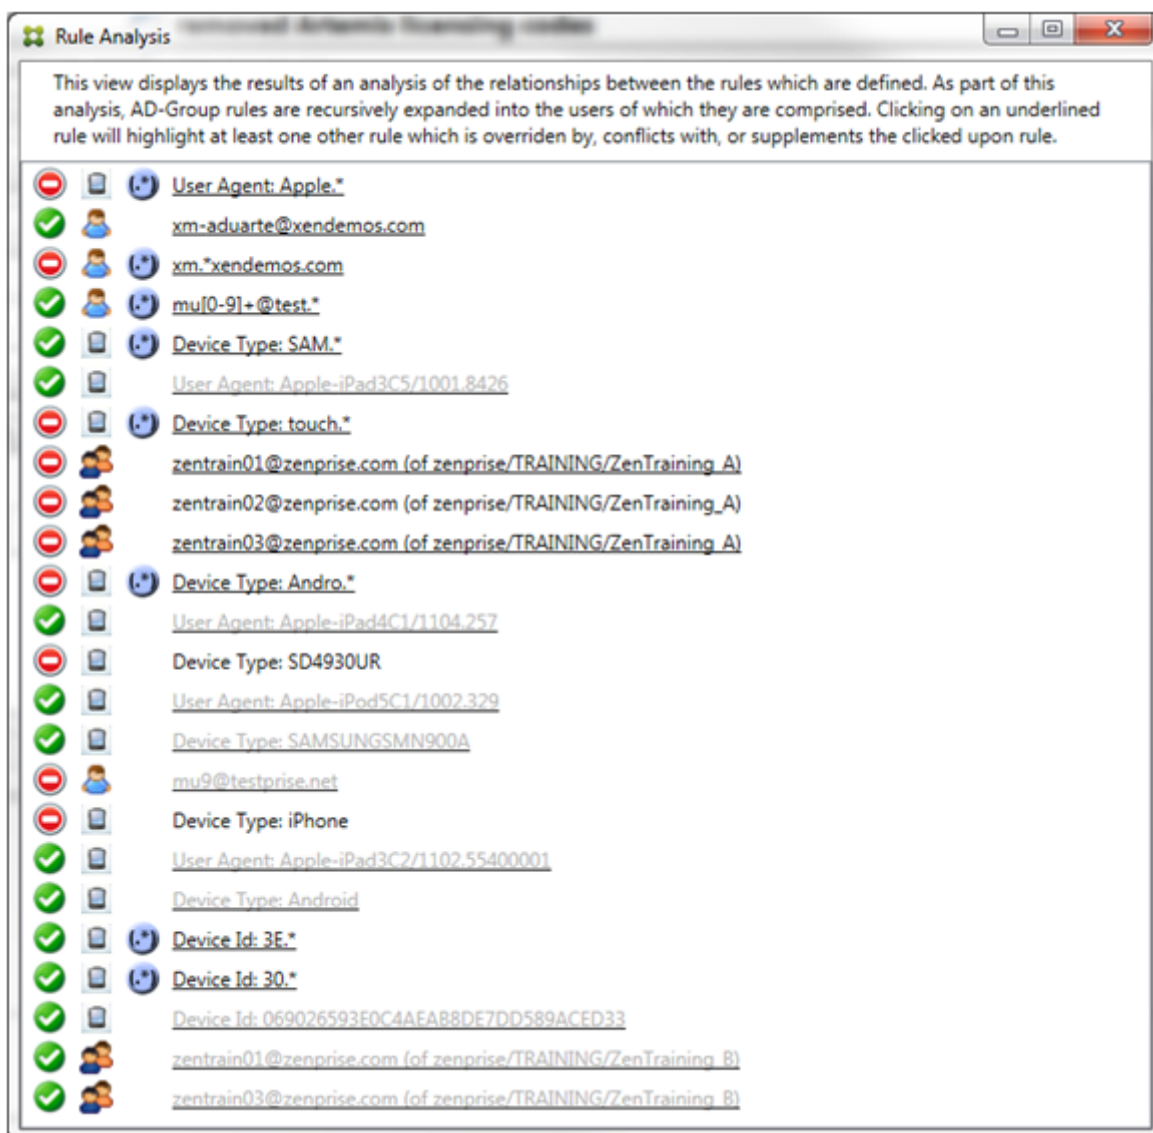 removed Artemis licensing codes
Rule Analysis
This view displays the results of an analysis of the relationships between the rules which are defined. As part of this
analysis, AD-Group rules are recursively expanded into the users of which they are comprised. Clicking on an underlined
rule will highlight at least one other rule which is overriden by, conflicts with, or supplements the clicked upon rule.
(.*) User Agent: Apple.*
xm-aduarte@xendemos.com
(.*) xm.*xendemos.com
(.*) mu[0-9]+@test.*
(.*) Device Type: SAM.*
User Agent: Apple-iPad3C5/1001.8426
(.*) Device Type: touch.*
zentrain01@zenprise.com (of zenprise/TRAINING/ZenTraining_A)
zentrain02@zenprise.com (of zenprise/TRAINING/ZenTraining_A)
zentrain03@zenprise.com (of zenprise/TRAINING/ZenTraining_A)
(.*) Device Type: Andro.*
User Agent: Apple-iPad4C1/1104.257
Device Type: SD4930UR
User Agent: Apple-iPod5C1/1002.329
Device Type: SAMSUNGSMN900A
mu9@testprise.net
Device Type: iPhone
User Agent: Apple-iPad3C2/1102.55400001
Device Type: Android
(.*) Device Id: 3E.*
(.*) Device Id: 30.*
Device Id: 069026593E0C4AEAB8DE7DD589ACED33
zentrain01@zenprise.com (of zenprise/TRAINING/ZenTraining_B)
zentrain03@zenprise.com (of zenprise/TRAINING/ZenTraining_B)